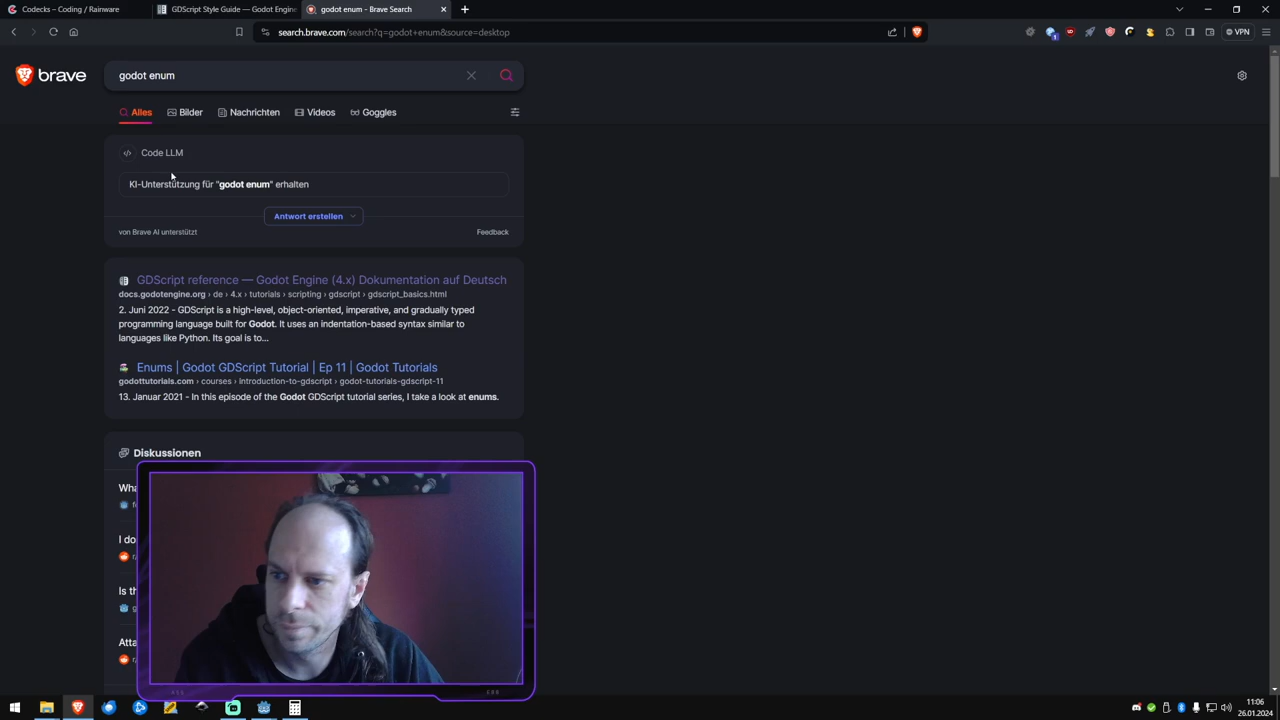 Codecks – Coding / Rainware
GDScript Style Guide — Godot Engine
godot enum - Brave Search
search.brave.com/search?q=godot+enum&source=desktop
VPN
brave
godot enum
Alles
Bilder
Nachrichten
Videos
Goggles
Code LLM
KI-Unterstützung für "godot enum" erhalten
Antwort erstellen
von Brave AI unterstützt
Feedback
GDScript reference — Godot Engine (4.x) Dokumentation auf Deutsch
docs.godotengine.org › de › 4.x › tutorials › scripting › gdscript › gdscript_basics.html
2. Juni 2022 - GDScript is a high-level, object-oriented, imperative, and gradually typed
programming language built for Godot. It uses an indentation-based syntax similar to
languages like Python. Its goal is to...
Enums | Godot GDScript Tutorial | Ep 11 | Godot Tutorials
godottutorials.com › courses › introduction-to-gdscript › godot-tutorials-gdscript-11
13. Januar 2021 - In this episode of the Godot GDScript tutorial series, I take a look at enums.
Diskussionen
Wha
I do
Is th
Atta
11:06
26.01.2024